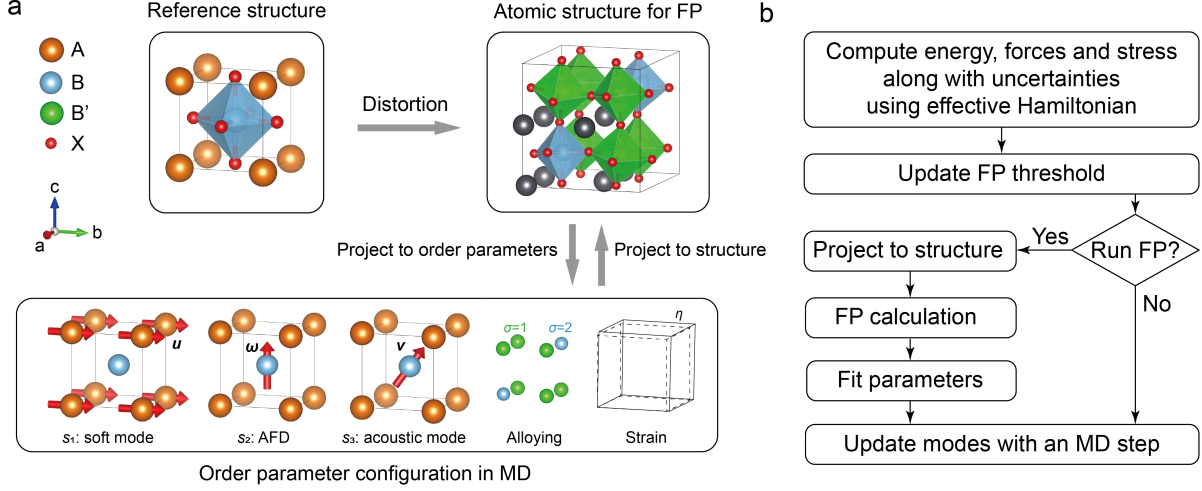 a
Reference structure
Atomic structure for FP
A
B
B'
X
c
b
a
Distortion
Project to order parameters
Project to structure
u
ω
v
σ=1
σ=2
η
s₁: soft mode
s₂: AFD
s₃: acoustic mode
Alloying
Strain
Order parameter configuration in MD
b
Compute energy, forces and stress
along with uncertainties
using effective Hamiltonian
Update FP threshold
Run FP?
Yes
No
Project to structure
FP calculation
Fit parameters
Update modes with an MD step